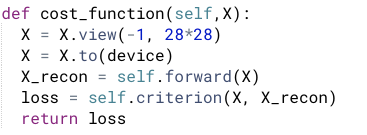 def cost_function(self,X):
  X = X.view(-1, 28*28)
  X = X.to(device)
  X_recon = self.forward(X)
  loss = self.criterion(X, X_recon)
  return loss